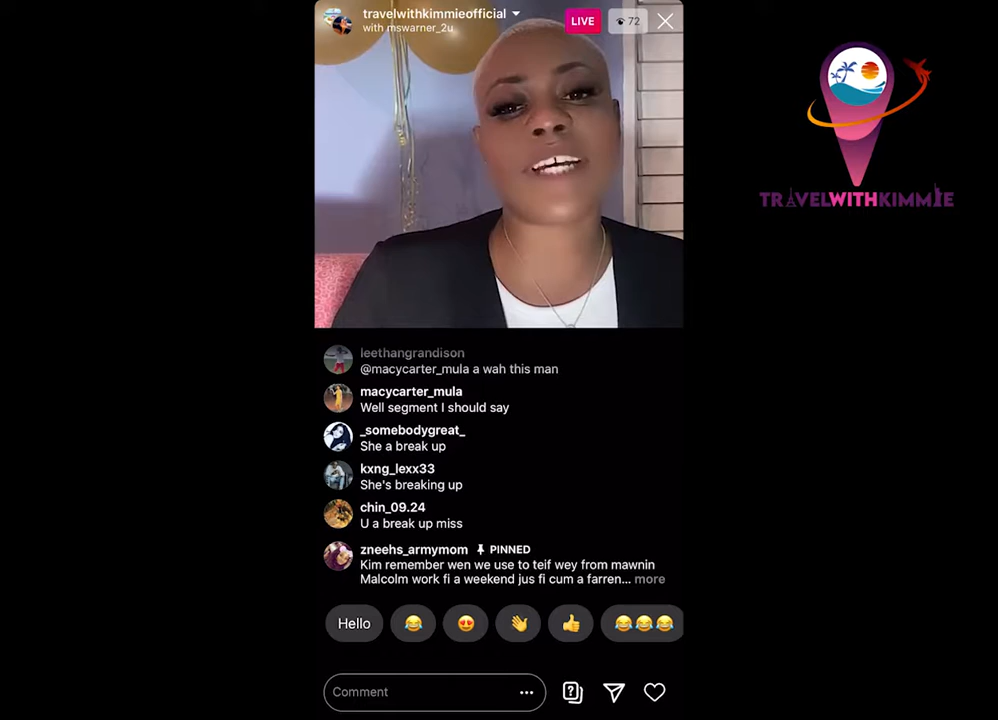 travelwithkimmieofficial
with mswarner_2u
LIVE
72
TRAVELWITHKIMMIE
leethangrandison
@macycarter_mula a wah this man
macycarter_mula
Well segment I should say
_somebodygreat_
She a break up
kxng_lexx33
She's breaking up
chin_09.24
U a break up miss
zneehs_armymom PINNED
Kim remember wen we use to teif wey from mawnin
Malcolm work fi a weekend jus fi cum a farren... more
Hello
Comment